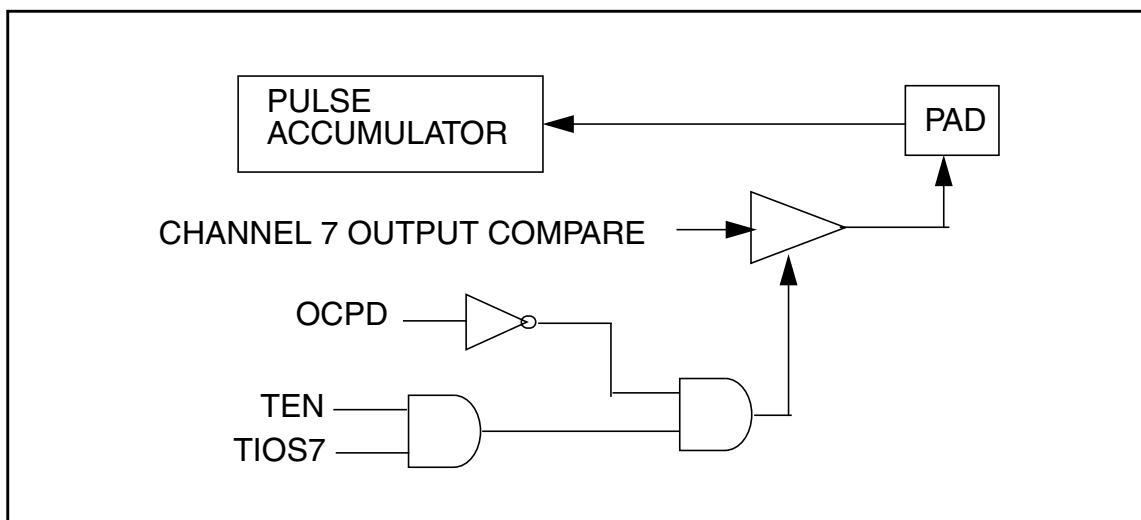 PULSE
ACCUMULATOR
PAD
CHANNEL 7 OUTPUT COMPARE
OCPD
TEN
TIOS7